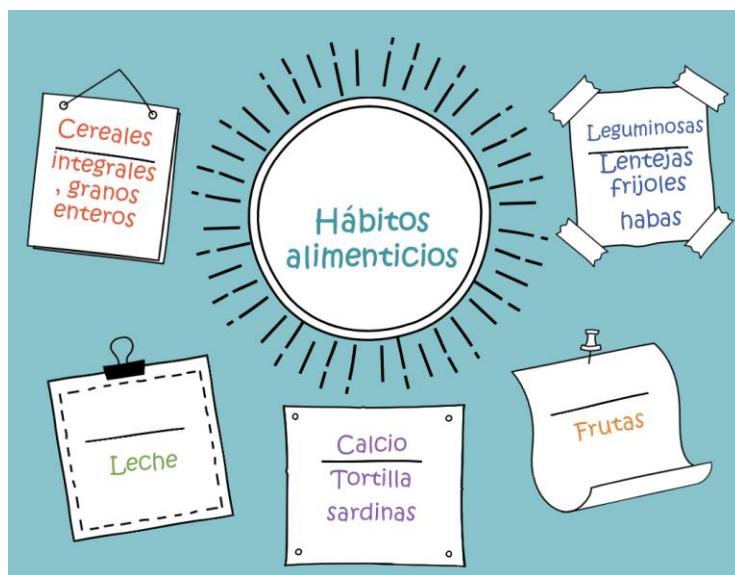 Hábitos
alimenticios
Cereales
integrales
, granos
enteros
Leguminosas
Lentejas
frijoles
habas
Leche
Calcio
Tortilla
sardinas
Frutas